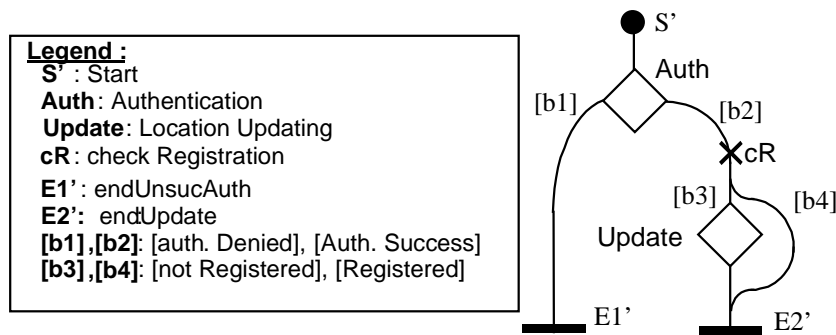 Legend :
S' : Start
Auth: Authentication
Update: Location Updating
cR: check Registration
E1': endUnsucAuth
E2': endUpdate
[b1],[b2]: [auth. Denied], [Auth. Success]
[b3],[b4]: [not Registered], [Registered]
S'
Auth
[b1]
[b2]
cR
[b3]
[b4]
Update
E1'
E2'